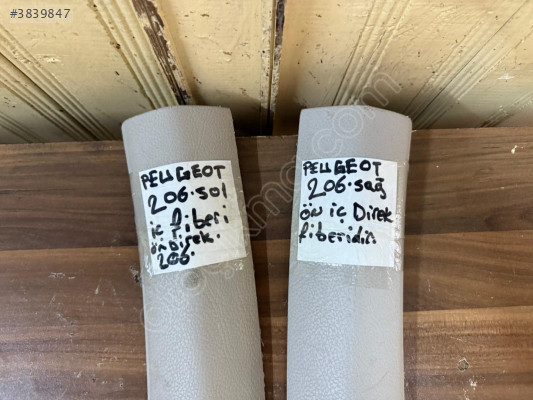 #3839847
PEUGEOT
206.sol
iç fiberi
ön Direk.
206.
PEUGEOT
206.sağ
ön iç Direk
fiberidir.